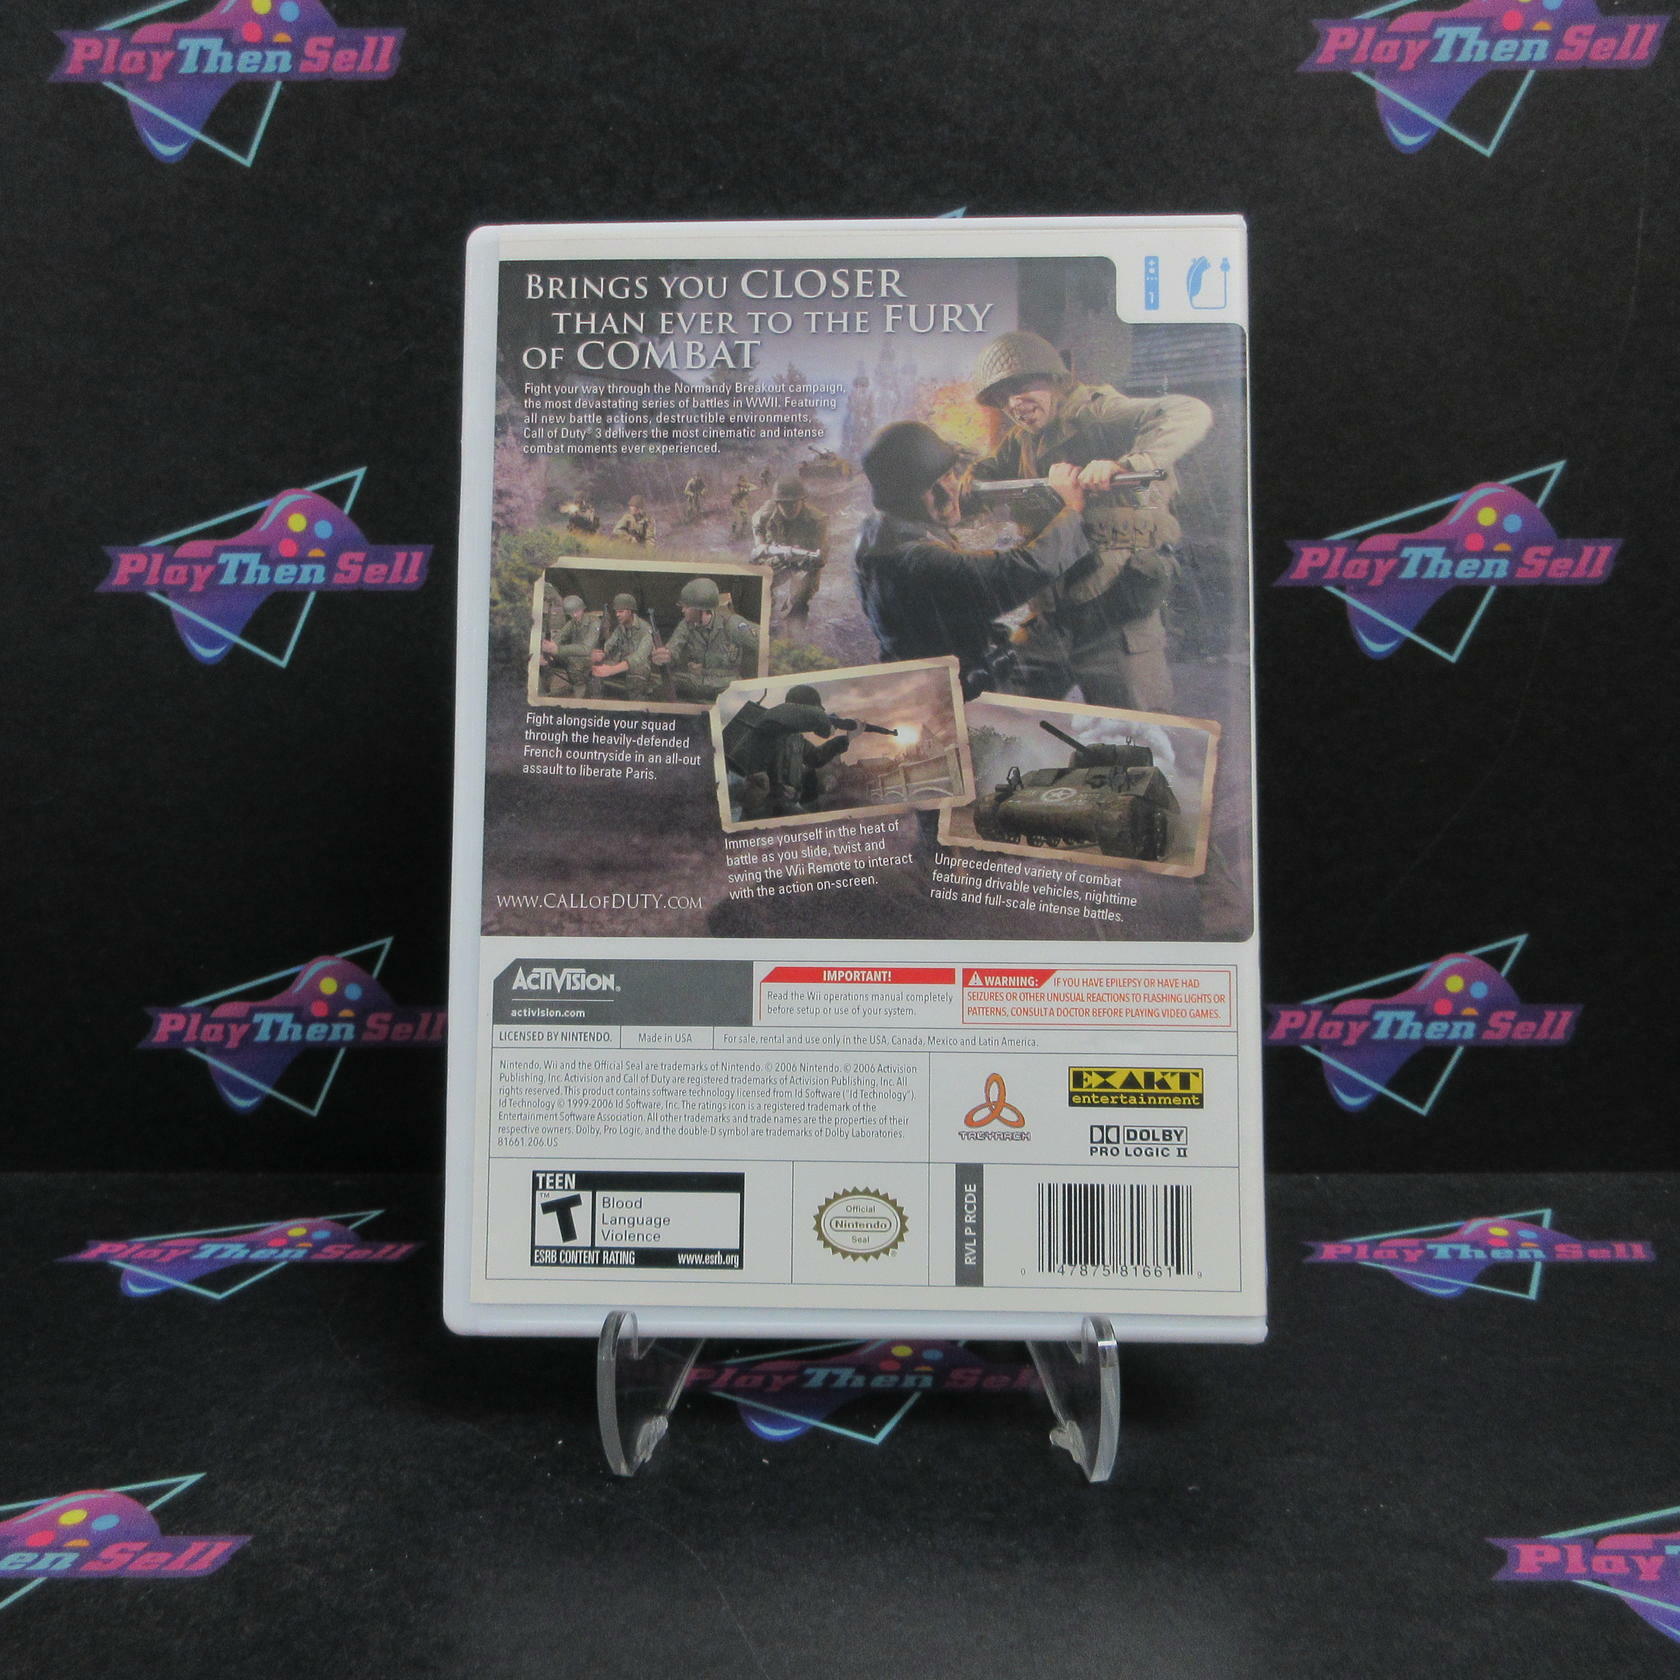 Play Then Sell
Play Then Sell
BRINGS YOU CLOSER
THAN EVER TO THE FURY
OF COMBAT
Fight your way through the Normandy Breakout campaign,
the most devastating series of battles in WWII. Featuring
all new battle actions, destructible environments,
Call of Duty® 3 delivers the most cinematic and intense
combat moments ever experienced.
Play Then Sell
Play Then Sell
Fight alongside your squad
through the heavily-defended
French countryside in an all-out
assault to liberate Paris.
Immerse yourself in the heat of
battle as you slide, twist and
swing the Wii Remote to interact
with the action on-screen.
Unprecedented variety of combat
featuring drivable vehicles, nighttime
raids and full-scale intense battles.
WWW.CALLOFDUTY.COM
Play Then Sell
Play Then Sell
ACTIVISION®
activision.com
IMPORTANT!
Read the Wii operations manual completely
before setup or use of your system.
WARNING: IF YOU HAVE EPILEPSY OR HAVE HAD
SEIZURES OR OTHER UNUSUAL REACTIONS TO FLASHING LIGHTS OR
PATTERNS, CONSULT A DOCTOR BEFORE PLAYING VIDEO GAMES.
LICENSED BY NINTENDO.
Made in USA
For sale, rental and use only in the USA, Canada, Mexico and Latin America.
Nintendo, Wii and the Official Seal are trademarks of Nintendo. © 2006 Nintendo. © 2006 Activision
Publishing, Inc. Activision and Call of Duty are registered trademarks of Activision Publishing, Inc. All
rights reserved. This product contains software technology licensed from Id Software ("Id Technology").
Id Technology © 1999-2006 Id Software, Inc. The ratings icon is a registered trademark of the
Entertainment Software Association. All other trademarks and trade names are the properties of their
respective owners. Dolby, Pro Logic, and the double-D symbol are trademarks of Dolby Laboratories.
81661.206.US
TREYARCH
EXAKT
entertainment
DOLBY
PRO LOGIC II
TEEN
T
™
Blood
Language
Violence
ESRB CONTENT RATING www.esrb.org
Official
Nintendo
Seal
®
RVL P RCDE
0 47875 81661 9
Play Then Sell
Play Then Sell
Play Then Sel
en Sell
Play T